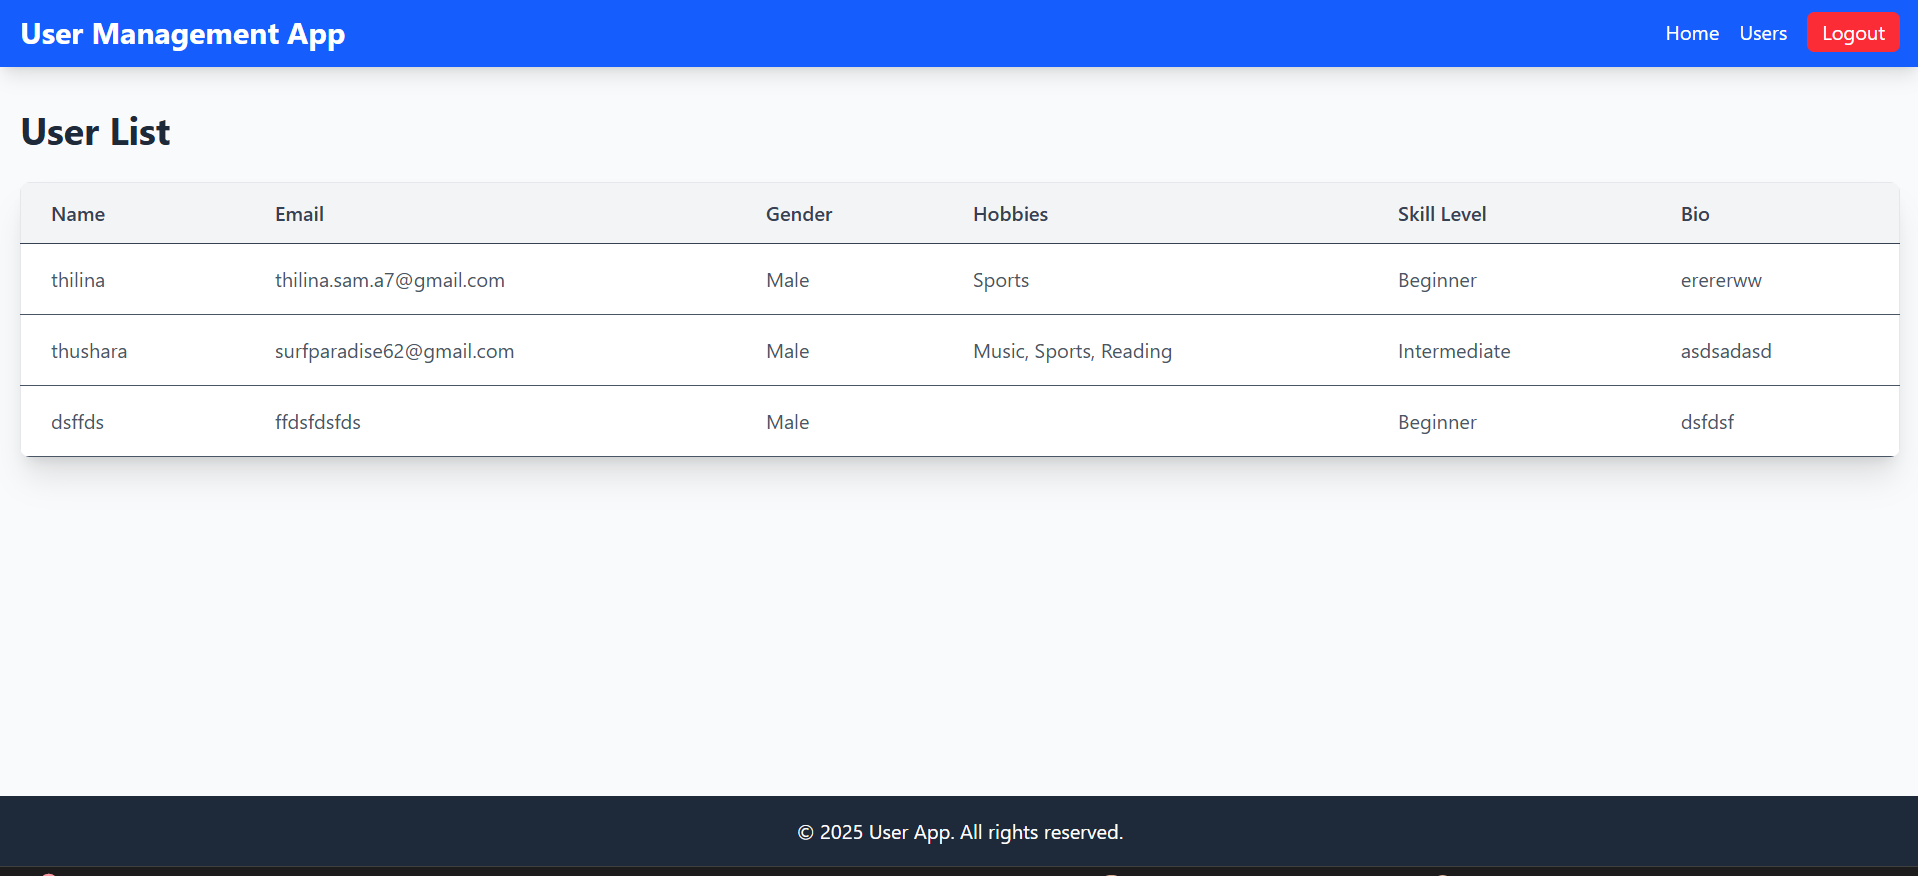 User Management App Home Users Logout
User List
Name Email Gender Hobbies Skill Level Bio
thilina thilina.sam.a7@gmail.com Male Sports Beginner erererww
thushara surfparadise62@gmail.com Male Music, Sports, Reading Intermediate asdsadasd
dsffds ffdsfdsfds Male Beginner dsfdsf
© 2025 User App. All rights reserved.